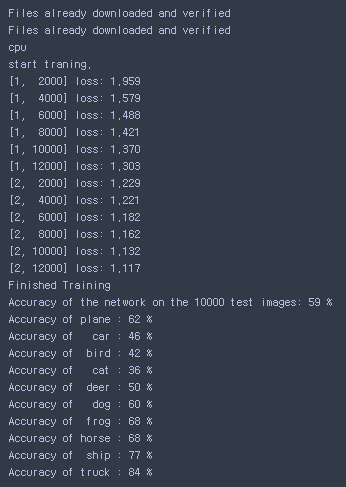 Files already downloaded and verified
Files already downloaded and verified
cpu
start traning.
[1,  2000] loss: 1.959
[1,  4000] loss: 1.579
[1,  6000] loss: 1.488
[1,  8000] loss: 1.421
[1, 10000] loss: 1.370
[1, 12000] loss: 1.303
[2,  2000] loss: 1.229
[2,  4000] loss: 1.221
[2,  6000] loss: 1.182
[2,  8000] loss: 1.162
[2, 10000] loss: 1.132
[2, 12000] loss: 1.117
Finished Training
Accuracy of the network on the 10000 test images: 59 %
Accuracy of plane : 62 %
Accuracy of   car : 46 %
Accuracy of  bird : 42 %
Accuracy of   cat : 36 %
Accuracy of  deer : 50 %
Accuracy of   dog : 60 %
Accuracy of  frog : 68 %
Accuracy of horse : 68 %
Accuracy of  ship : 77 %
Accuracy of truck : 84 %